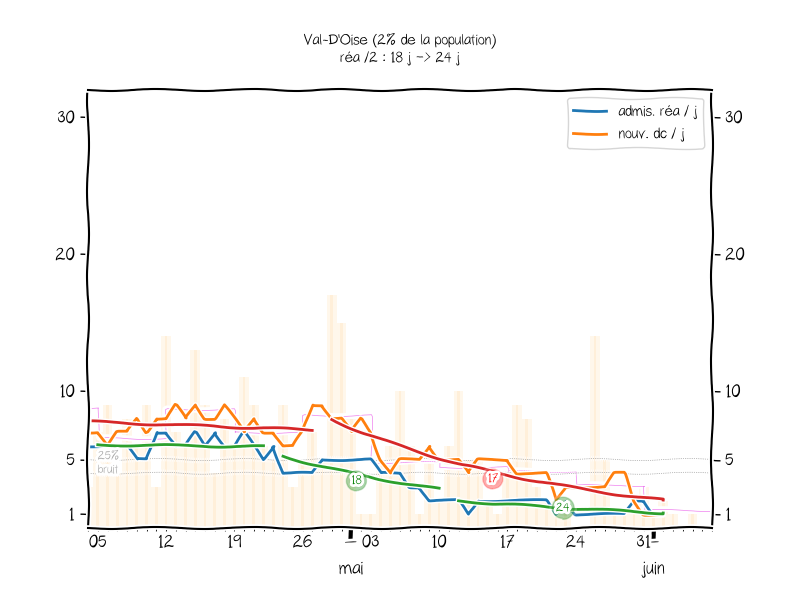 Val-D'Oise (2% de la population)
réa /2 : 18 j -> 24 j
admis. réa / j
nouv. dc / j
30
30
20
20
10
10
5
5
1
1
25%
bruit
18
17
24
05 12 19 26 03 10 17 24 31
mai juin